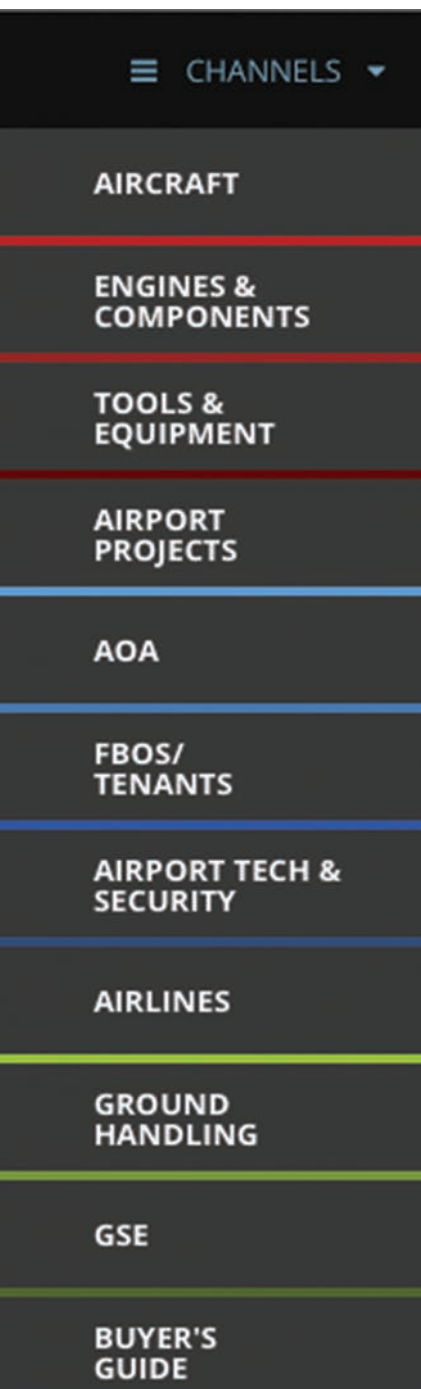 CHANNELS
AIRCRAFT
ENGINES &
COMPONENTS
TOOLS &
EQUIPMENT
AIRPORT
PROJECTS
AOA
FBOS/
TENANTS
AIRPORT TECH &
SECURITY
AIRLINES
GROUND
HANDLING
GSE
BUYER'S
GUIDE